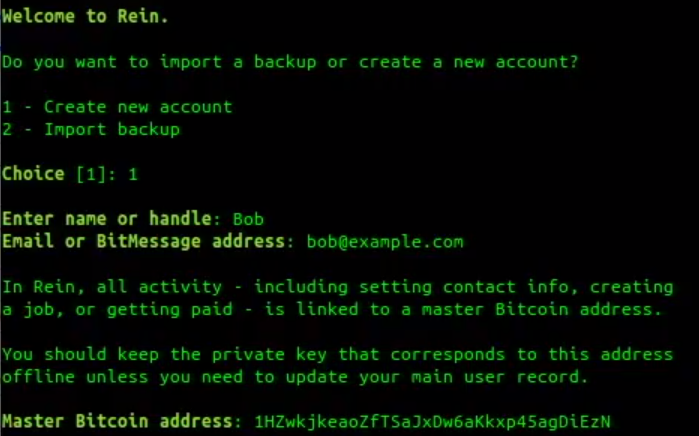 Welcome to Rein.
Do you want to import a backup or create a new account?
1 - Create new account
2 - Import backup
Choice [1]: 1
Enter name or handle: Bob
Email or BitMessage address: bob@example.com
In Rein, all activity - including setting contact info, creating
a job, or getting paid - is linked to a master Bitcoin address.
You should keep the private key that corresponds to this address
offline unless you need to update your main user record.
Master Bitcoin address: 1HZwkjkeaoZfTSaJxDw6aKkxp45agDiEzN